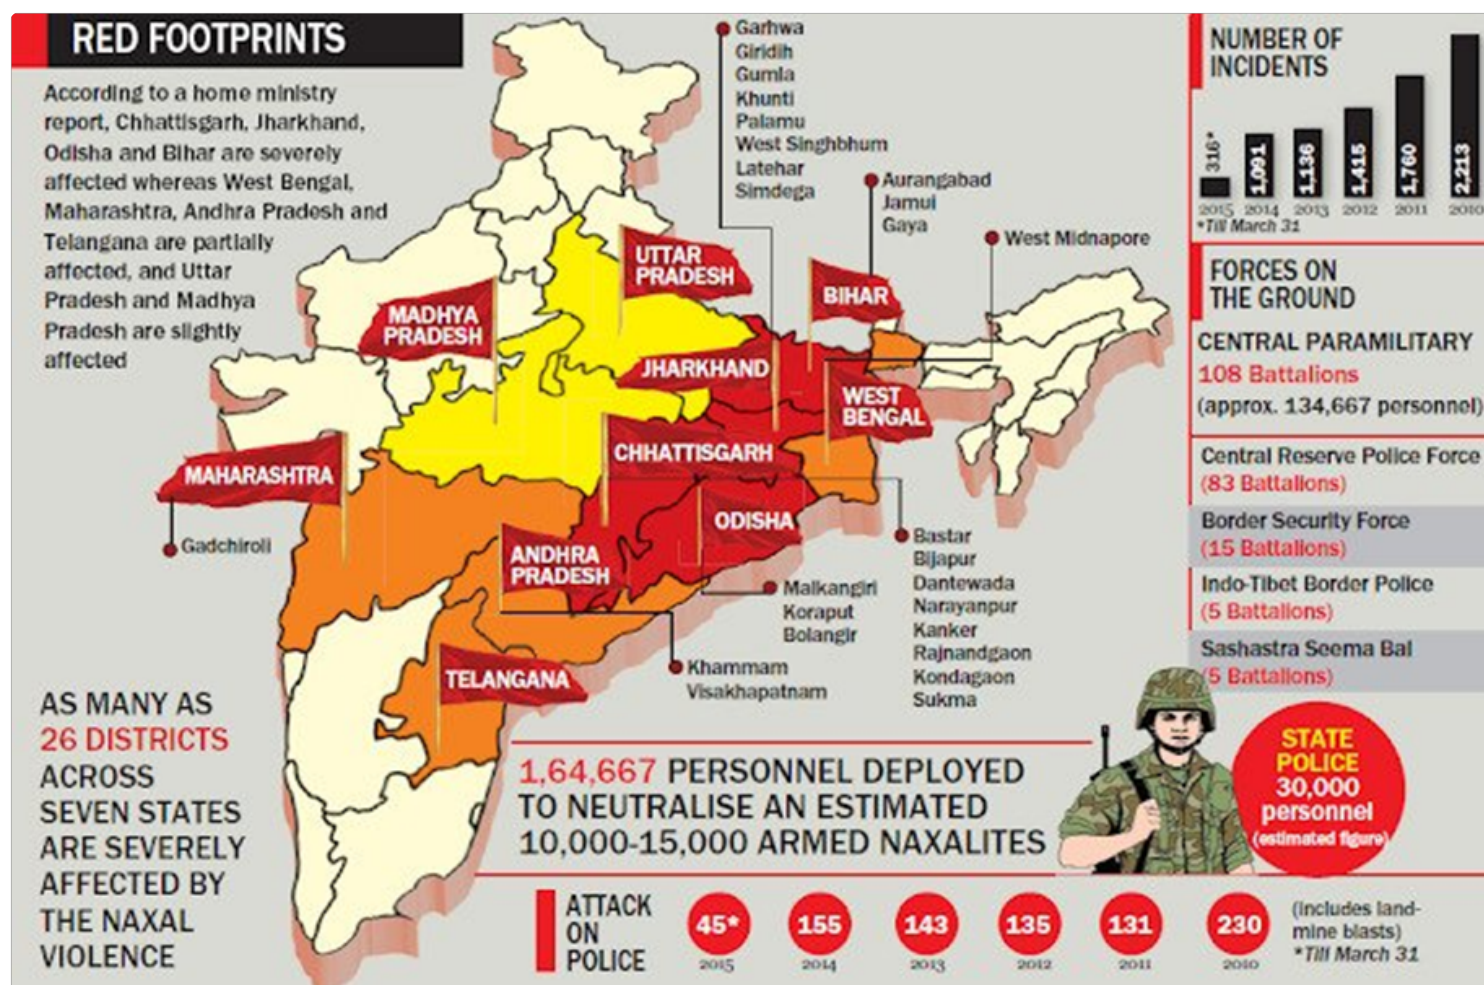 RED FOOTPRINTS
According to a home ministry
report, Chhattisgarh, Jharkhand,
Odisha and Bihar are severely
affected whereas West Bengal,
Maharashtra, Andhra Pradesh and
Telangana are partially
affected, and Uttar
Pradesh and Madhya
Pradesh are slightly
affected
Garhwa
Giridih
Gumla
Khunti
Palamu
West Singhbhum
Latehar
Simdega
Aurangabad
Jamui
Gaya
West Midnapore
UTTAR
PRADESH
BIHAR
MADHYA
PRADESH
JHARKHAND
WEST
BENGAL
CHHATTISGARH
MAHARASHTRA
ODISHA
ANDHRA
PRADESH
TELANGANA
Gadchiroli
Malkangiri
Koraput
Bolangir
Khammam
Visakhapatnam
Bastar
Bijapur
Dantewada
Narayanpur
Kanker
Rajnandgaon
Kondagaon
Sukma
NUMBER OF
INCIDENTS
316* 1,091 1,136 1,415 1,760 2,213
2015 2014 2013 2012 2011 2010
*Till March 31
FORCES ON
THE GROUND
CENTRAL PARAMILITARY
108 Battalions
(approx. 134,667 personnel)
Central Reserve Police Force
(83 Battalions)
Border Security Force
(15 Battalions)
Indo-Tibet Border Police
(5 Battalions)
Sashastra Seema Bal
(5 Battalions)
STATE
POLICE
30,000
personnel
(estimated figure)
AS MANY AS
26 DISTRICTS
ACROSS
SEVEN STATES
ARE SEVERELY
AFFECTED BY
THE NAXAL
VIOLENCE
1,64,667 PERSONNEL DEPLOYED
TO NEUTRALISE AN ESTIMATED
10,000-15,000 ARMED NAXALITES
ATTACK
ON
POLICE
45* 155 143 135 131 230
2015 2014 2013 2012 2011 2010
(includes land-
mine blasts)
*Till March 31